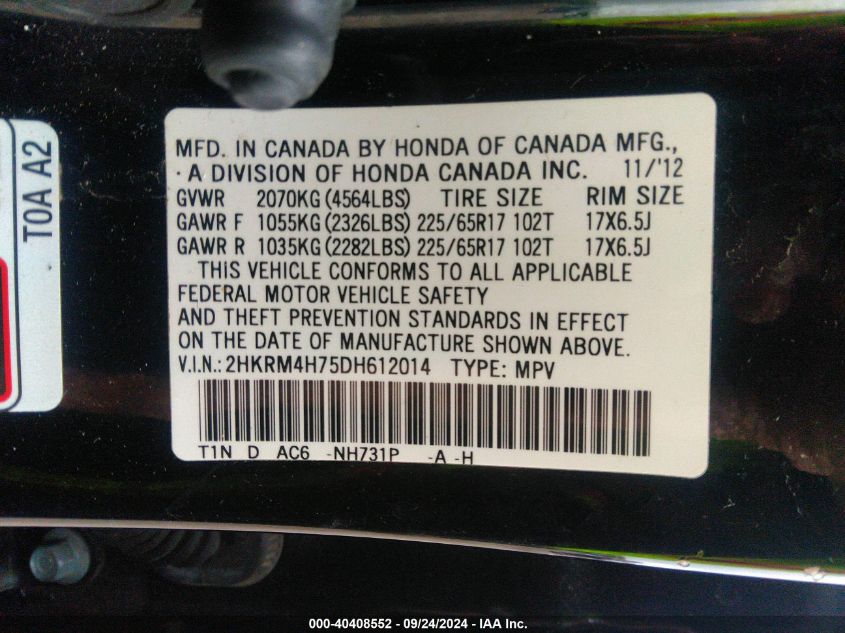 T0A A2
MFD. IN CANADA BY HONDA OF CANADA MFG.,
· A DIVISION OF HONDA CANADA INC. 11/'12
GVWR 2070KG (4564LBS) TIRE SIZE RIM SIZE
GAWR F 1055KG (2326LBS) 225/65R17 102T 17X6.5J
GAWR R 1035KG (2282LBS) 225/65R17 102T 17X6.5J
THIS VEHICLE CONFORMS TO ALL APPLICABLE
FEDERAL MOTOR VEHICLE SAFETY
AND THEFT PREVENTION STANDARDS IN EFFECT
ON THE DATE OF MANUFACTURE SHOWN ABOVE.
V.I.N.: 2HKRM4H75DH612014 TYPE: MPV
T1N D AC6 -NH731P -A -H
000-40408552 - 09/24/2024 - IAA Inc.